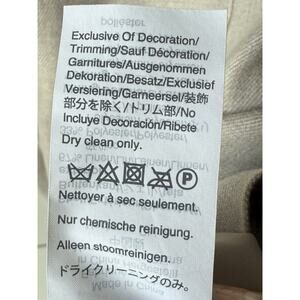 Exclusive Of Decoration/
Trimming/Sauf Décoration/
Garnitures/Ausgenommen
Dekoration/Besatz/Exclusief
Versiering/Garneersel/装飾
部分を除く/トリム部/No
Incluye Decoración/Ribete
Dry clean only.
P
Nettoyer à sec seulement.
Nur chemische reinigung.
Alleen stoomreinigen.
ドライクリーニングのみ。